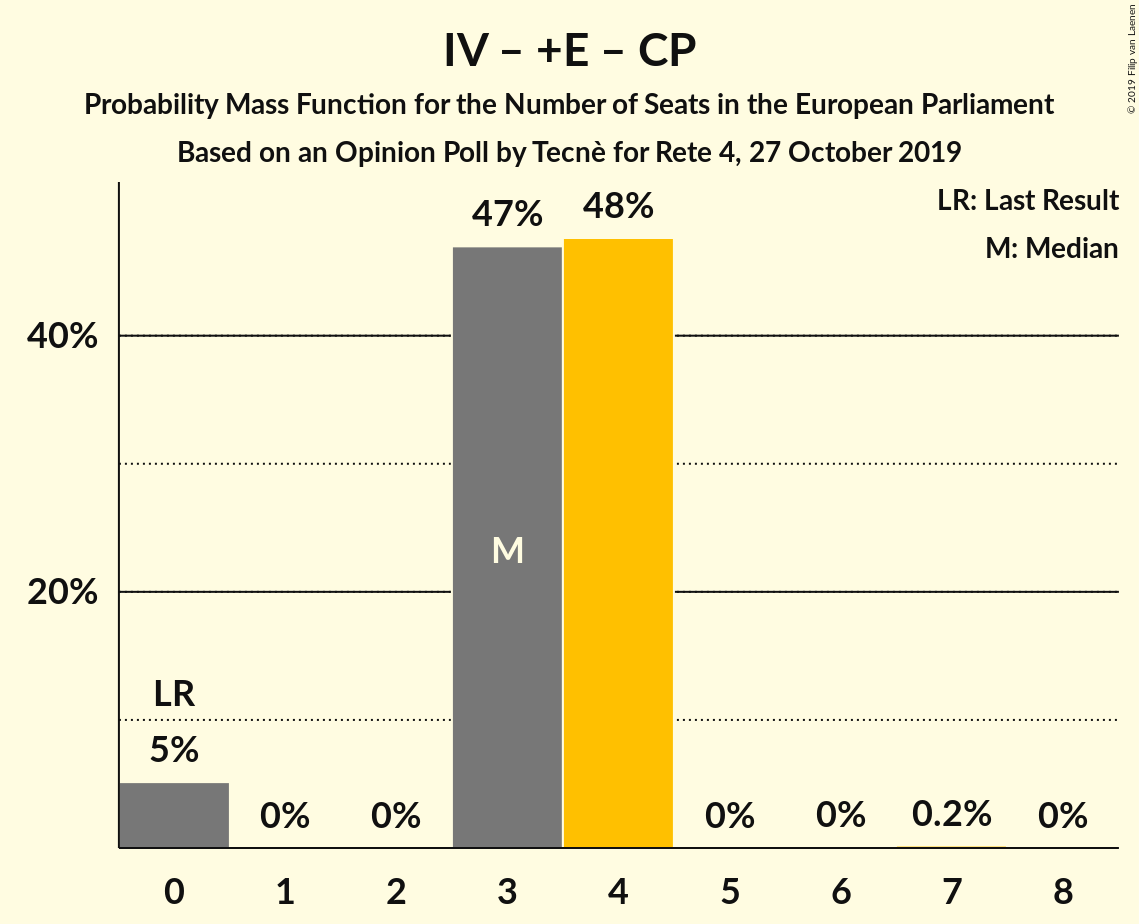 IV – +E – CP
Probability Mass Function for the Number of Seats in the European Parliament
Based on an Opinion Poll by Tecnè for Rete 4, 27 October 2019
© 2019 Filip van Laenen
LR: Last Result
M: Median
47%
48%
40%
M
20%
LR
5%
0%
0%
0%
0%
0.2%
0%
0
1
2
3
4
5
6
7
8